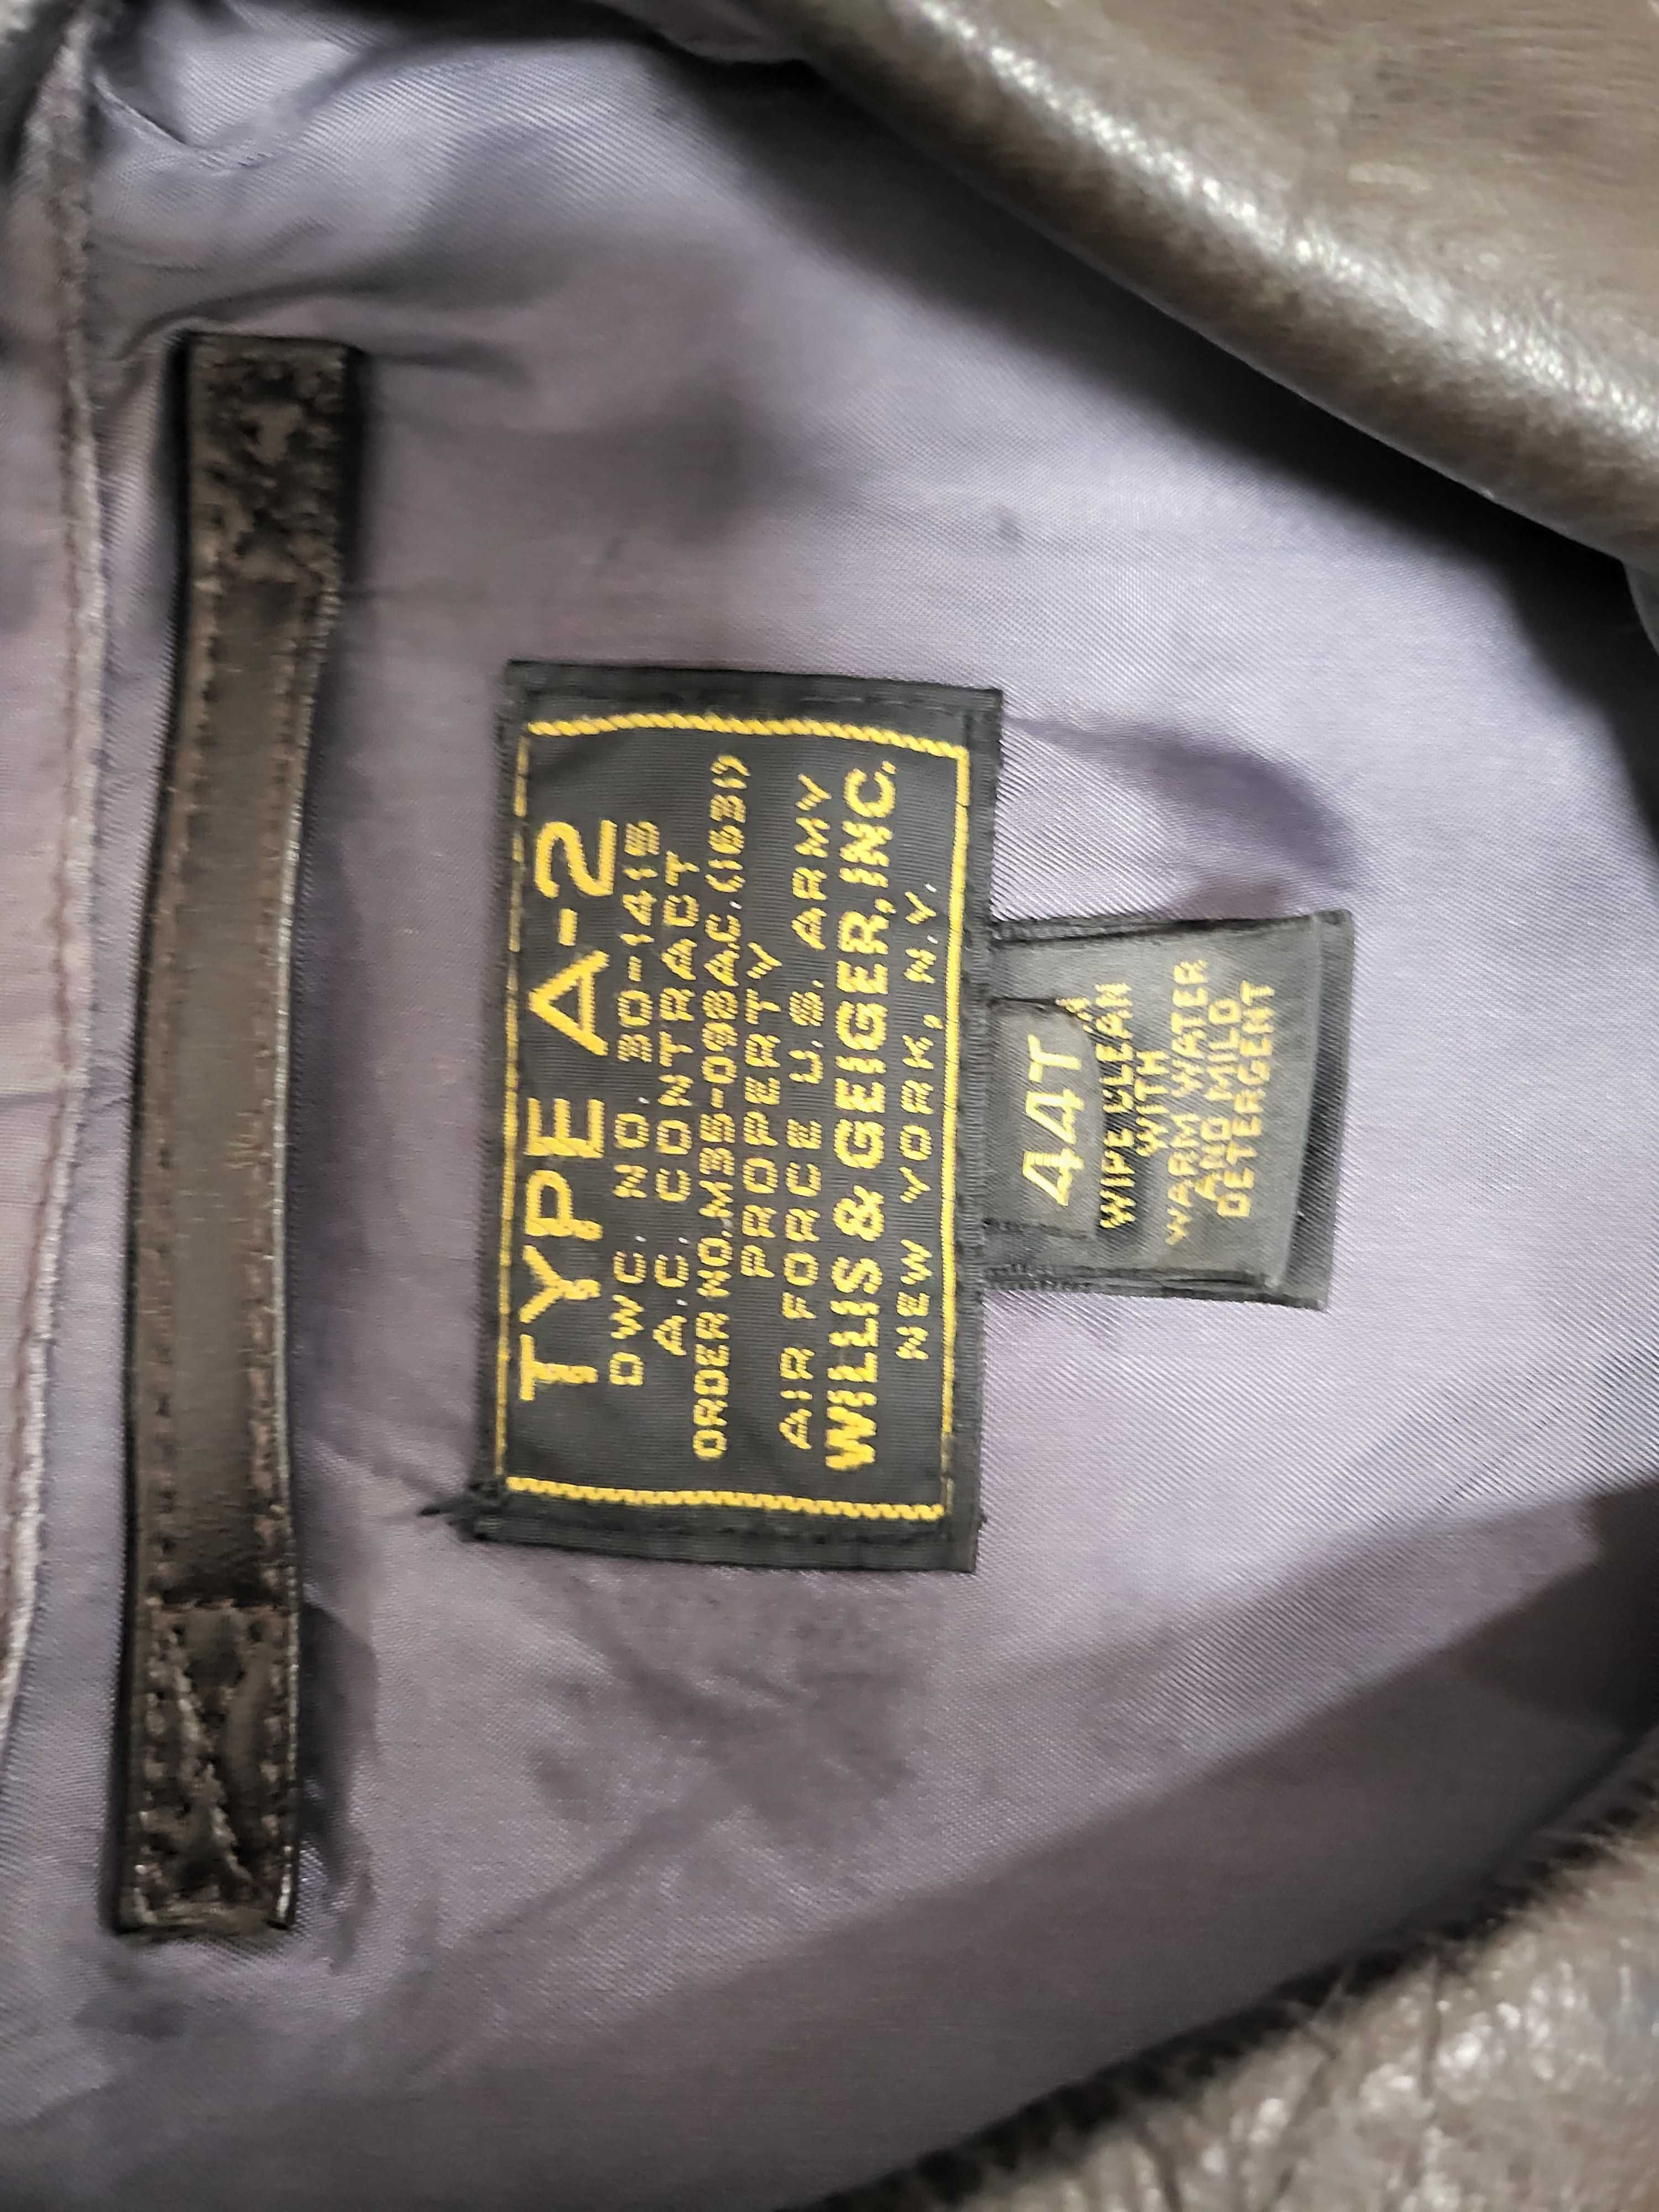 TYPE A-2
DWG. NO. 30-1415
A.C. CONTRACT
ORDER NO.M35-098AC.(1631)
PROPERTY
AIR FORCE U.S. ARMY
WILLIS & GEIGER, INC.
NEW YORK, N.Y.
44T
WIPE CLEAN
WITH
WARM WATER
AND MILD
DETERGENT